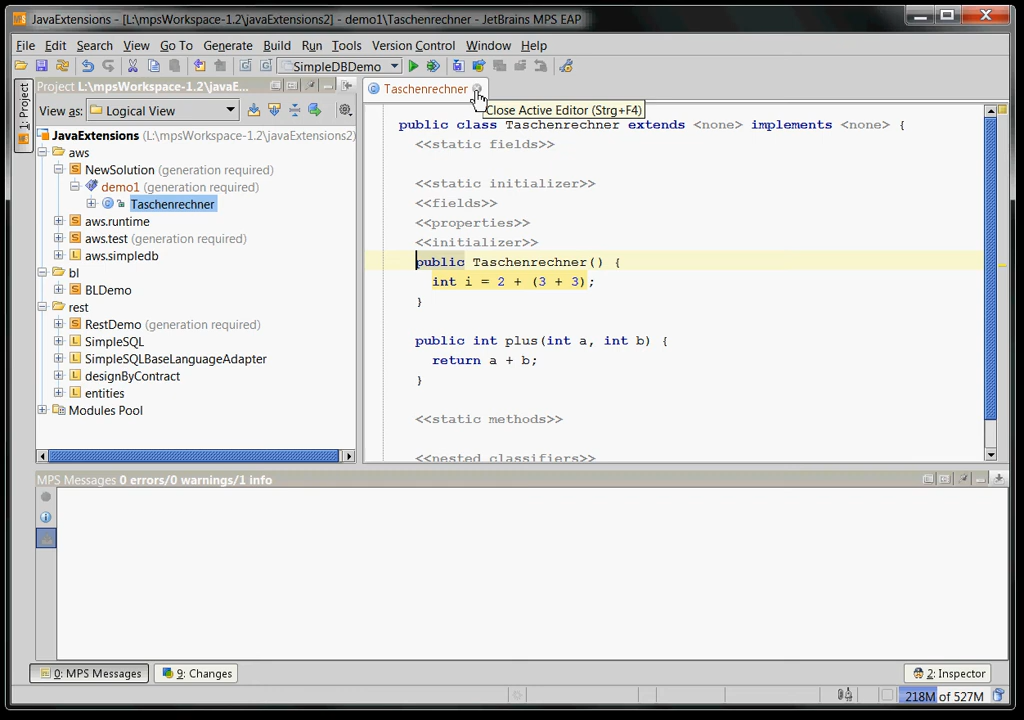 JavaExtensions - [L:\mpsWorkspace-1.2\javaExtensions2] - demo1\Taschenrechner - JetBrains MPS EAP
File Edit Search View Go To Generate Build Run Tools Version Control Window Help
SimpleDBDemo
1: Project
Project L:\mpsWorkspace-1.2\javaE...
View as: Logical View
JavaExtensions (L:\mpsWorkspace-1.2\javaExtensions2)
aws
NewSolution (generation required)
demo1 (generation required)
Taschenrechner
aws.runtime
aws.test (generation required)
aws.simpledb
bl
BLDemo
rest
RestDemo (generation required)
SimpleSQL
SimpleSQLBaseLanguageAdapter
designByContract
entities
Modules Pool
Taschenrechner
Close Active Editor (Strg+F4)
public class Taschenrechner extends <none> implements <none> {
<<static fields>>
<<static initializer>>
<<fields>>
<<properties>>
<<initializer>>
public Taschenrechner() {
int i = 2 + (3 + 3);
}
public int plus(int a, int b) {
return a + b;
}
<<static methods>>
<<nested classifiers>>
MPS Messages 0 errors/0 warnings/1 info
0: MPS Messages 9: Changes 2: Inspector
218M of 527M